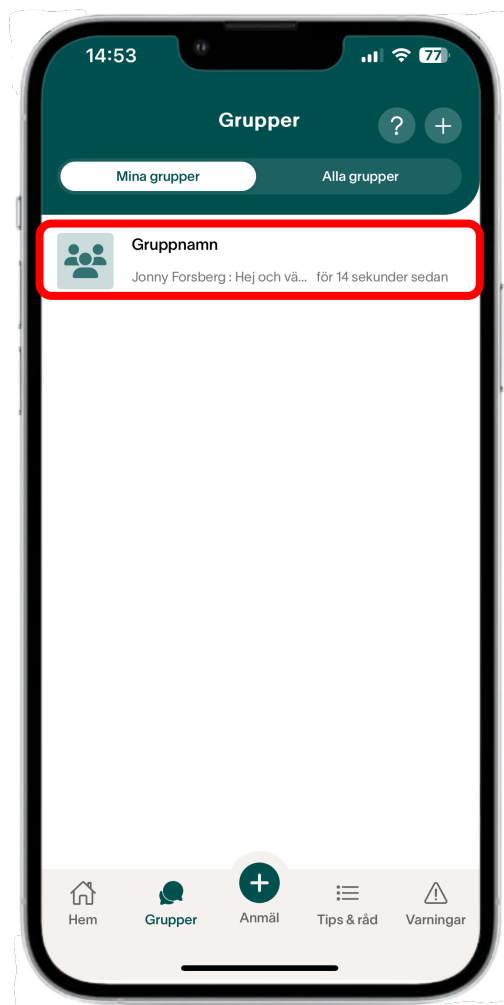 14:53
77
Grupper
?
+
Mina grupper
Alla grupper
Gruppnamn
Jonny Forsberg : Hej och vä... för 14 sekunder sedan
Hem
Grupper
Anmäl
Tips & råd
Varningar